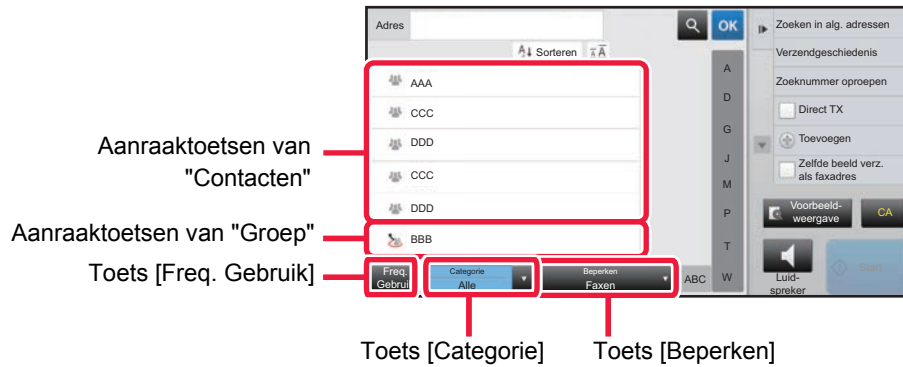 Adres
OK
Sorteren
AAA
CCC
DDD
CCC
DDD
BBB
Freq.
Gebrui
Categorie
Alle
Beperken
Faxen
ABC
A
D
G
J
M
P
T
W
Zoeken in alg. adressen
Verzendgeschiedenis
Zoeknummer oproepen
Direct TX
Toevoegen
Zelfde beeld verz.
als faxadres
Voorbeeld-
weergave
CA
Luid-
spreker
Start
Aanraaktoetsen van
"Contacten"
Aanraaktoetsen van "Groep"
Toets [Freq. Gebruik]
Toets [Categorie]
Toets [Beperken]